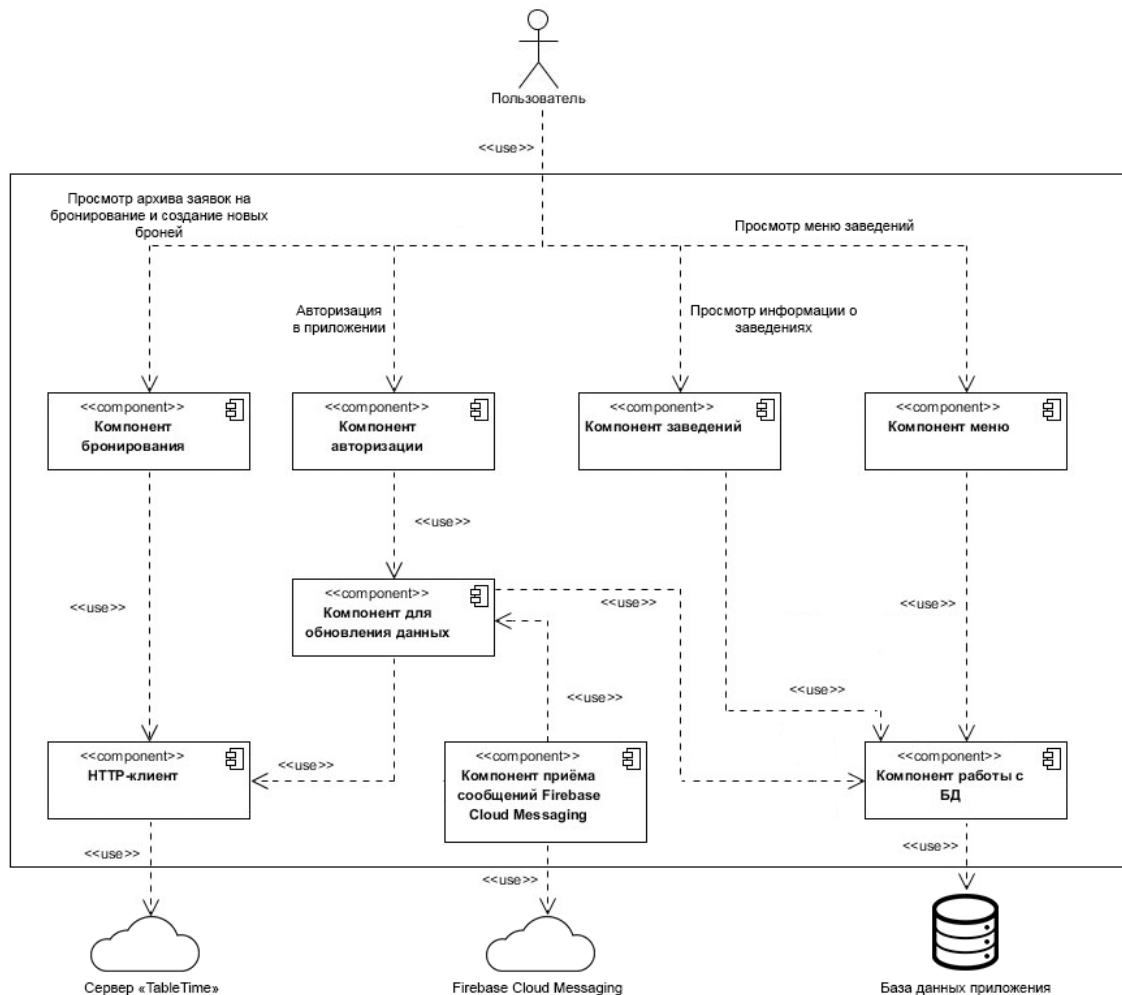 Пользователь
<<use>>
Просмотр архива заявок на
бронирование и создание новых
броней
Просмотр меню заведений
Авторизация
в приложении
Просмотр информации о
заведениях
<<component>>
Компонент
бронирования
<<component>>
Компонент
авторизации
<<component>>
Компонент заведений
<<component>>
Компонент меню
<<use>>
<<component>>
Компонент для
обновления данных
<<use>>
<<use>>
<<use>>
<<use>>
<<component>>
HTTP-клиент
<<use>>
<<component>>
Компонент приёма
сообщений Firebase
Cloud Messaging
<<component>>
Компонент работы с
БД
<<use>>
<<use>>
<<use>>
Сервер «TableTime»
Firebase Cloud Messaging
База данных приложения